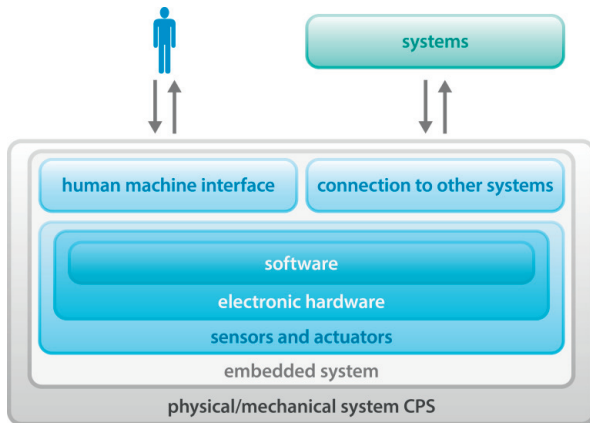 systems
human machine interface
connection to other systems
software
electronic hardware
sensors and actuators
embedded system
physical/mechanical system CPS